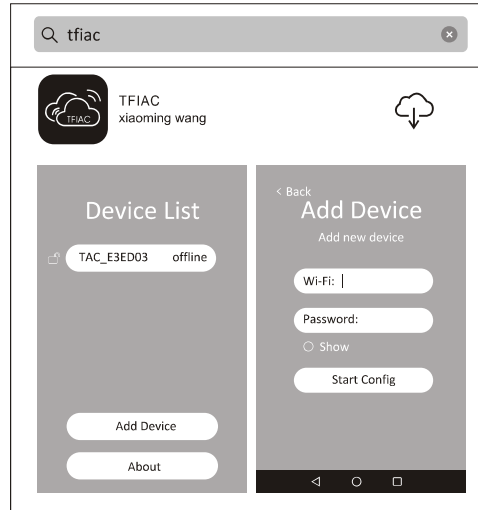 tfiac
TFIAC
TFIAC
xiaoming wang
Device List
TAC_E3ED03 offline
Add Device
About
< Back
Add Device
Add new device
Wi-Fi:
Password:
Show
Start Config